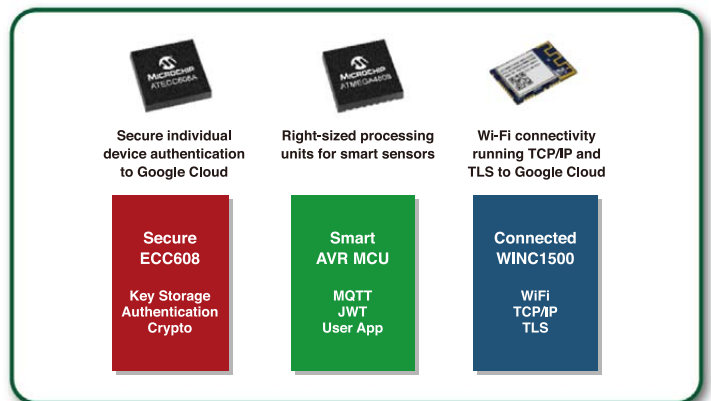 MICROCHIP
ATECC608A
MICROCHIP
ATMEGA4809
Secure individual
device authentication
to Google Cloud
Right-sized processing
units for smart sensors
Wi-Fi connectivity
running TCP/IP and
TLS to Google Cloud
Secure
ECC608
Key Storage
Authentication
Crypto
Smart
AVR MCU
MQTT
JWT
User App
Connected
WINC1500
WiFi
TCP/IP
TLS